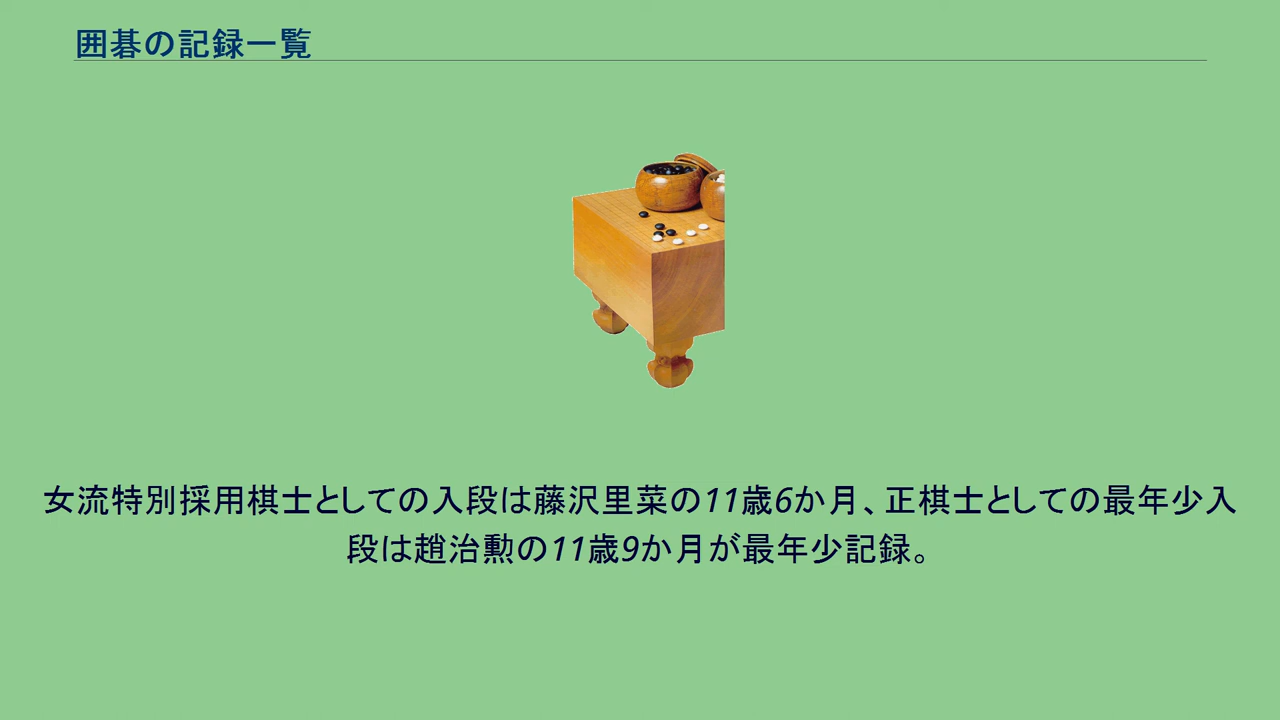 囲碁の記録一覧
女流特別採用棋士としての入段は藤沢里菜の11歳6か月、正棋士としての最年少入
段は趙治勲の11歳9か月が最年少記録。